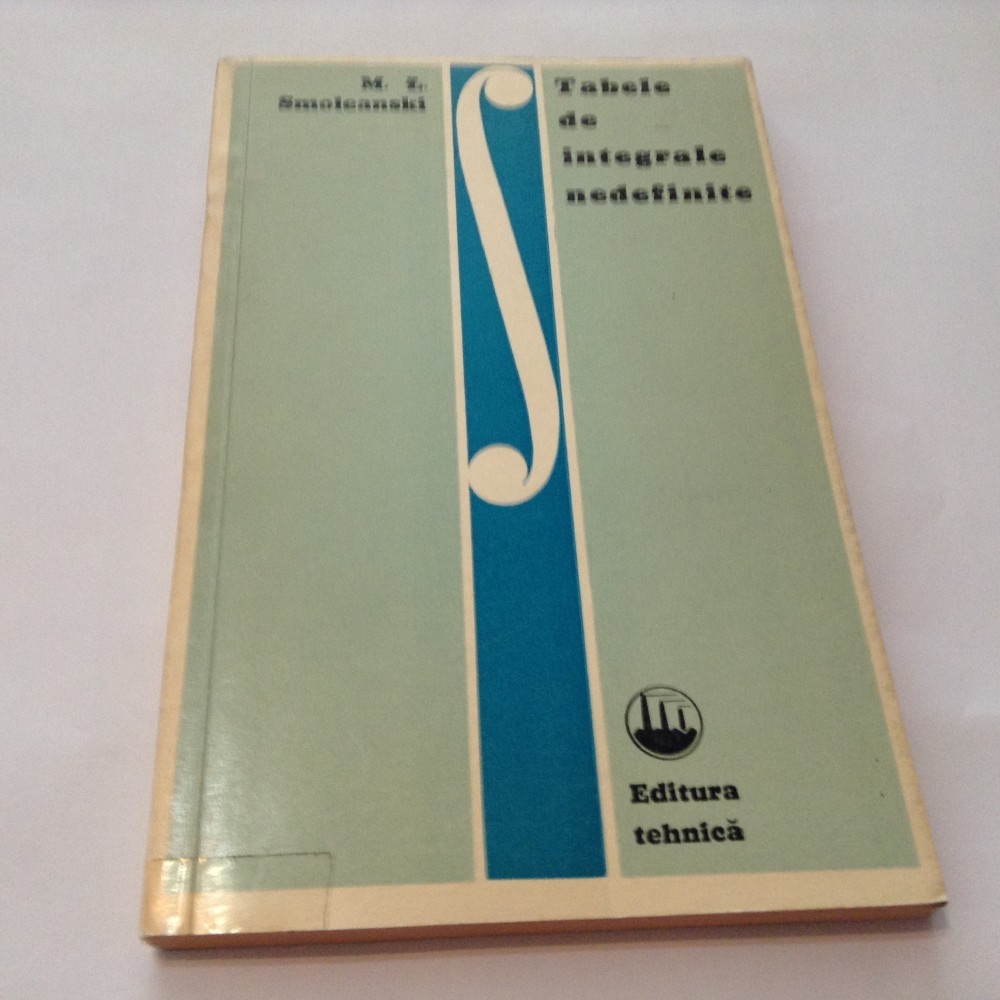 M. L.
Smoleanski
Tabele
de
integrale
nedefinite
Editura
tehnică